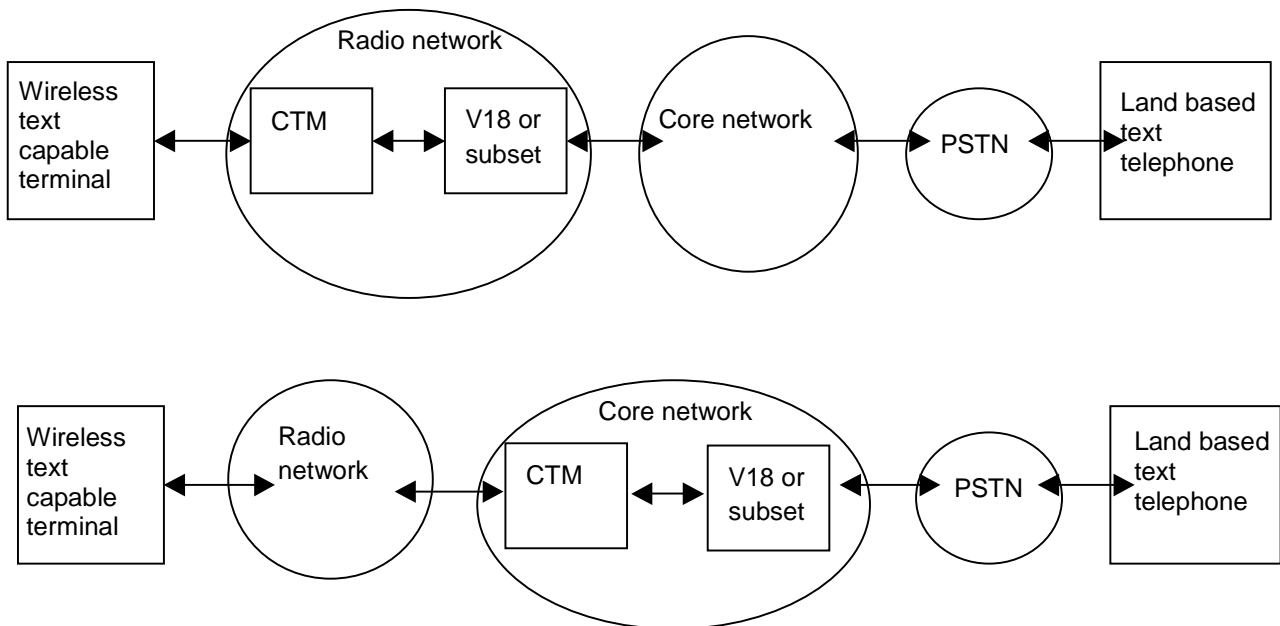 Radio network
Wireless
text
capable
terminal
CTM
V18 or
subset
Core network
PSTN
Land based
text
telephone
Core network
Wireless
text
capable
terminal
Radio
network
CTM
V18 or
subset
PSTN
Land based
text
telephone